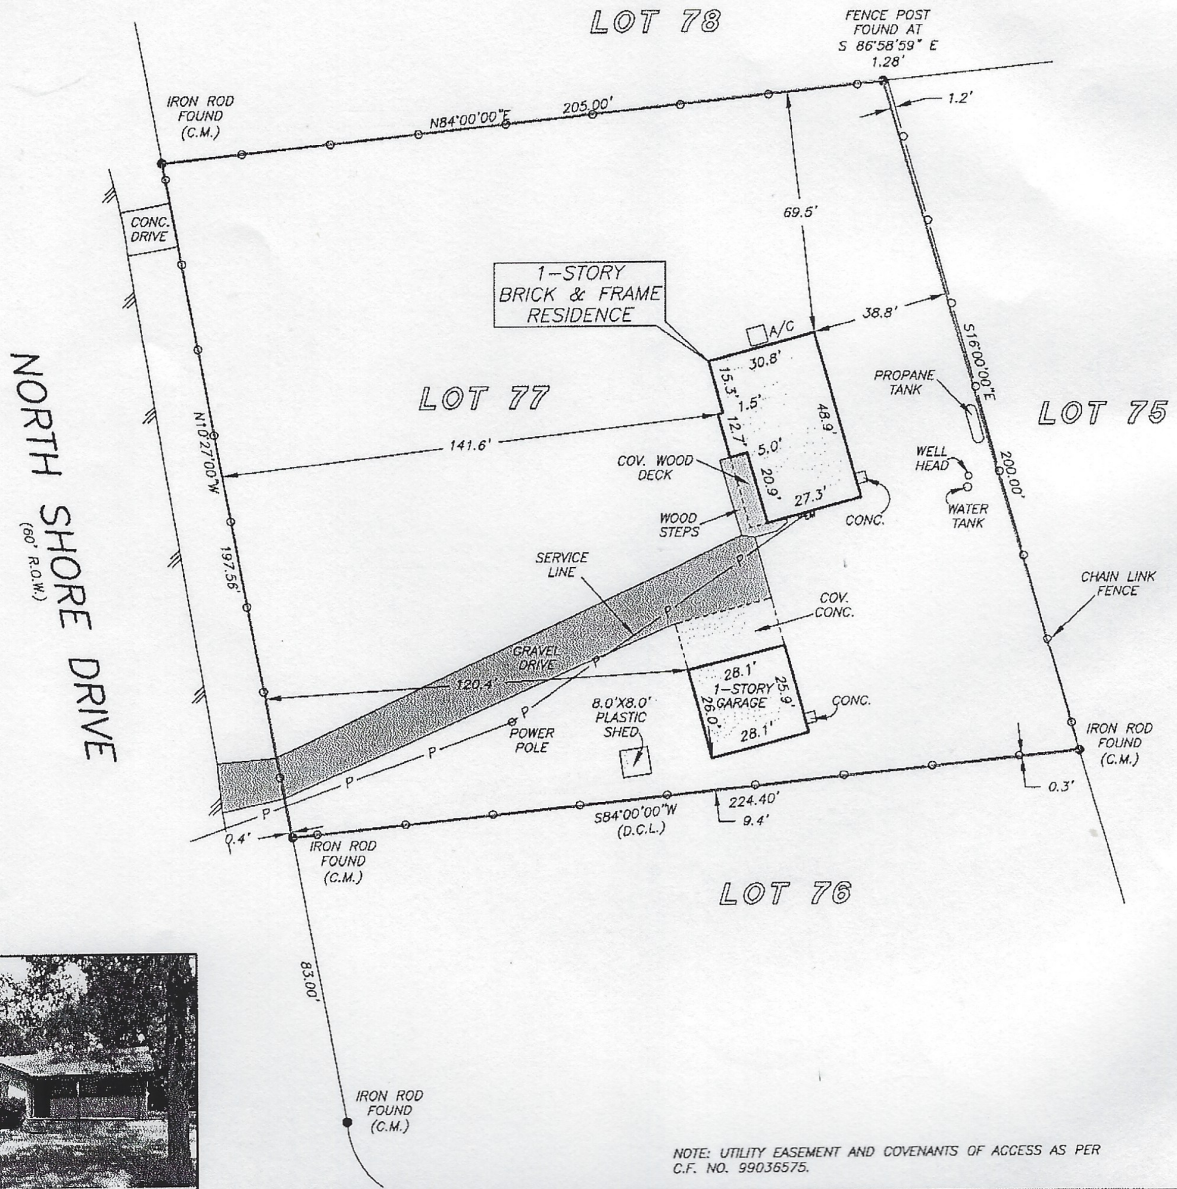 LOT 78
FENCE POST
FOUND AT
S 86°58'59" E
1.28'
1.2'
IRON ROD
FOUND
(C.M.)
N84°00'00"E
205.00'
CONC.
DRIVE
69.5'
1-STORY
BRICK & FRAME
RESIDENCE
A/C
38.8'
30.8'
15.3'
1.5'
12.7'
5.0'
20.9'
27.3'
48.9'
S16°00'00"E
200.00'
PROPANE
TANK
LOT 77
LOT 75
141.6'
N10°27'00"W
197.56'
NORTH SHORE DRIVE
(60' R.O.W.)
COV. WOOD
DECK
WELL
HEAD
WATER
TANK
WOOD
STEPS
CONC.
SERVICE
LINE
P
P
P
P
P
P
P
CHAIN LINK
FENCE
COV.
CONC.
GRAVEL
DRIVE
120.4'
28.1'
1-STORY
GARAGE
26.0'
25.9'
28.1'
CONC.
8.0'X8.0'
PLASTIC
SHED
POWER
POLE
IRON ROD
FOUND
(C.M.)
0.3'
S84°00'00"W
(D.C.L.)
224.40'
9.4'
0.4'
IRON ROD
FOUND
(C.M.)
LOT 76
83.00'
IRON ROD
FOUND
(C.M.)
NOTE: UTILITY EASEMENT AND COVENANTS OF ACCESS AS PER
C.F. NO. 99036575.